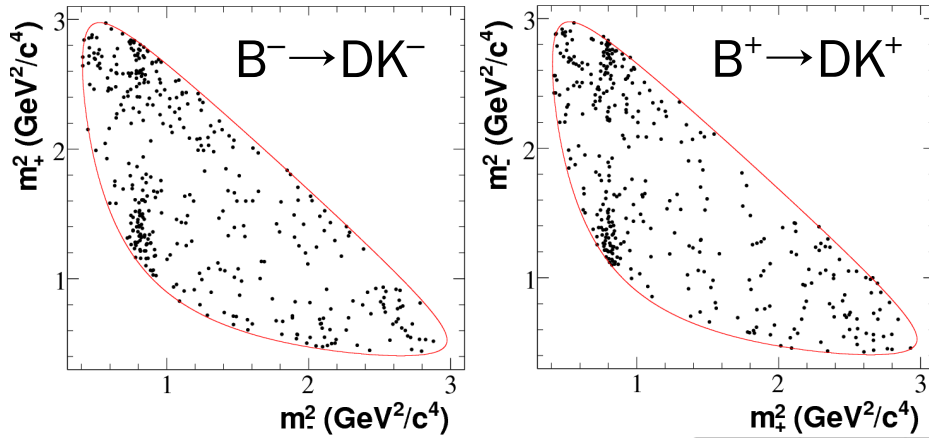 3
2
1
m₊² (GeV²/c⁴)
B⁻→DK⁻
1
2
3
m₋² (GeV²/c⁴)
3
2
1
m₋² (GeV²/c⁴)
B⁺→DK⁺
1
2
3
m₊² (GeV²/c⁴)